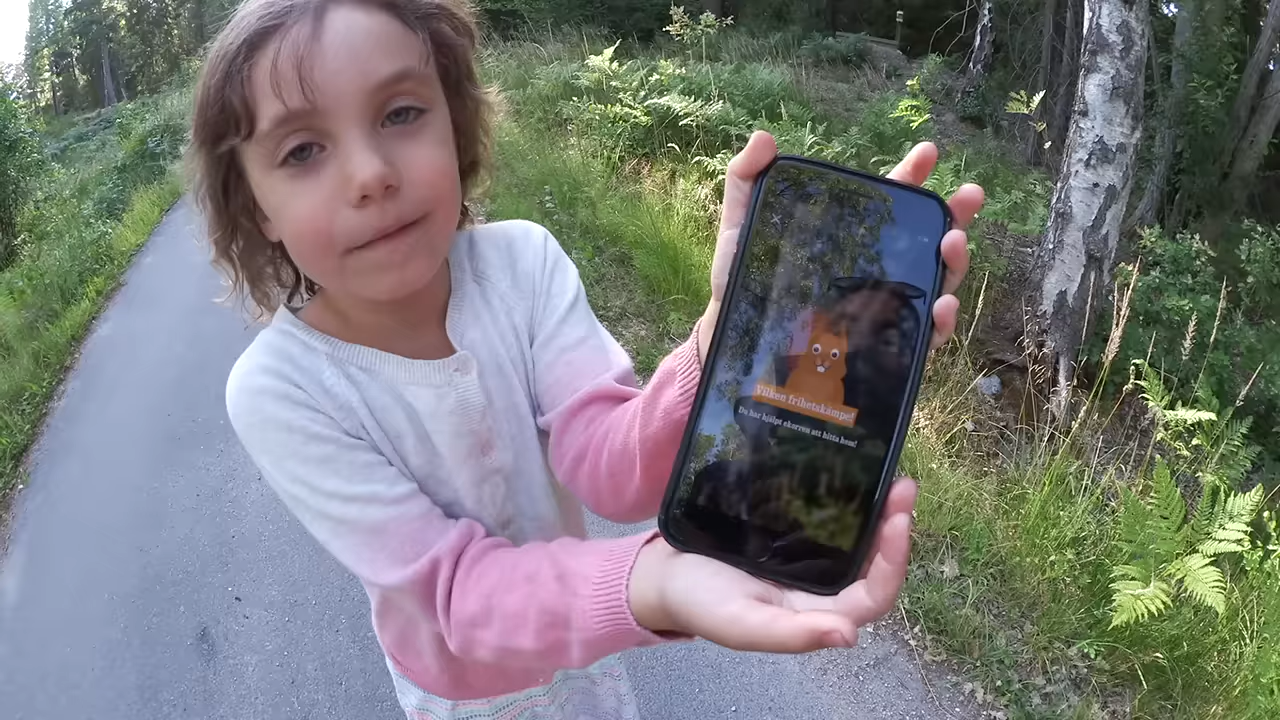 Vilken frihetskämpe!
Du har hjälpt ekorren att hitta hem!